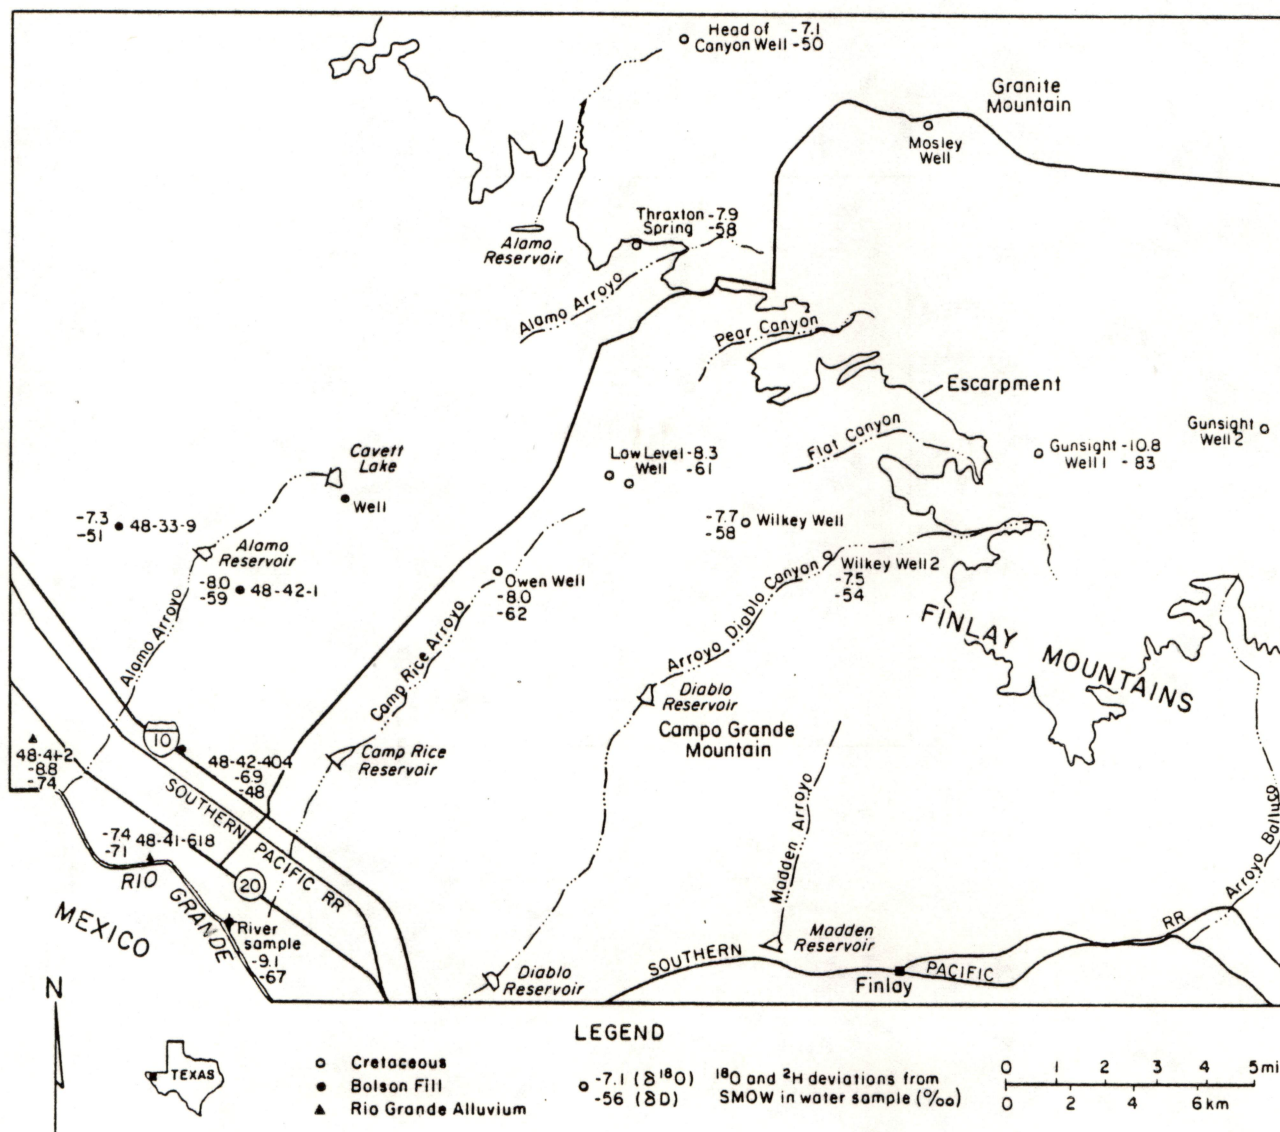 Head of -7.1
Canyon Well -50
Granite
Mountain
Mosley
Well
Thraxton -7.9
Spring -58
Alamo
Reservoir
Alamo Arroyo
Pear Canyon
Escarpment
Flat Canyon
Gunsight
Well 2
Gunsight -10.8
Well 1 -83
Low Level -8.3
Well -61
Cavett
Lake
Well
-7.3
-51
48-33-9
Alamo
Reservoir
-8.0
-59
48-42-1
-7.7
-58
Wilkey Well
Owen Well
-8.0
-62
Wilkey Well 2
-7.5
-54
Alamo Arroyo
Camp Rice Arroyo
Arroyo Diablo Canyon
FINLAY MOUNTAINS
Diablo
Reservoir
Campo Grande
Mountain
10
48-41-2
-8.8
-74
48-42-404
-6.9
-48
Camp Rice
Reservoir
SOUTHERN PACIFIC RR
Madden Arroyo
Arroyo Balluco
-7.4
-71
48-41-618
RIO GRANDE
20
MEXICO
River
sample
-9.1
-67
Madden
Reservoir
SOUTHERN PACIFIC RR
Finlay
Diablo
Reservoir
N
TEXAS
LEGEND
Cretaceous
Bolson Fill
Rio Grande Alluvium
-7.1 (δ¹⁸O)
-56 (δD)
¹⁸O and ²H deviations from
SMOW in water sample (‰)
0 1 2 3 4 5 mi
0 2 4 6 km